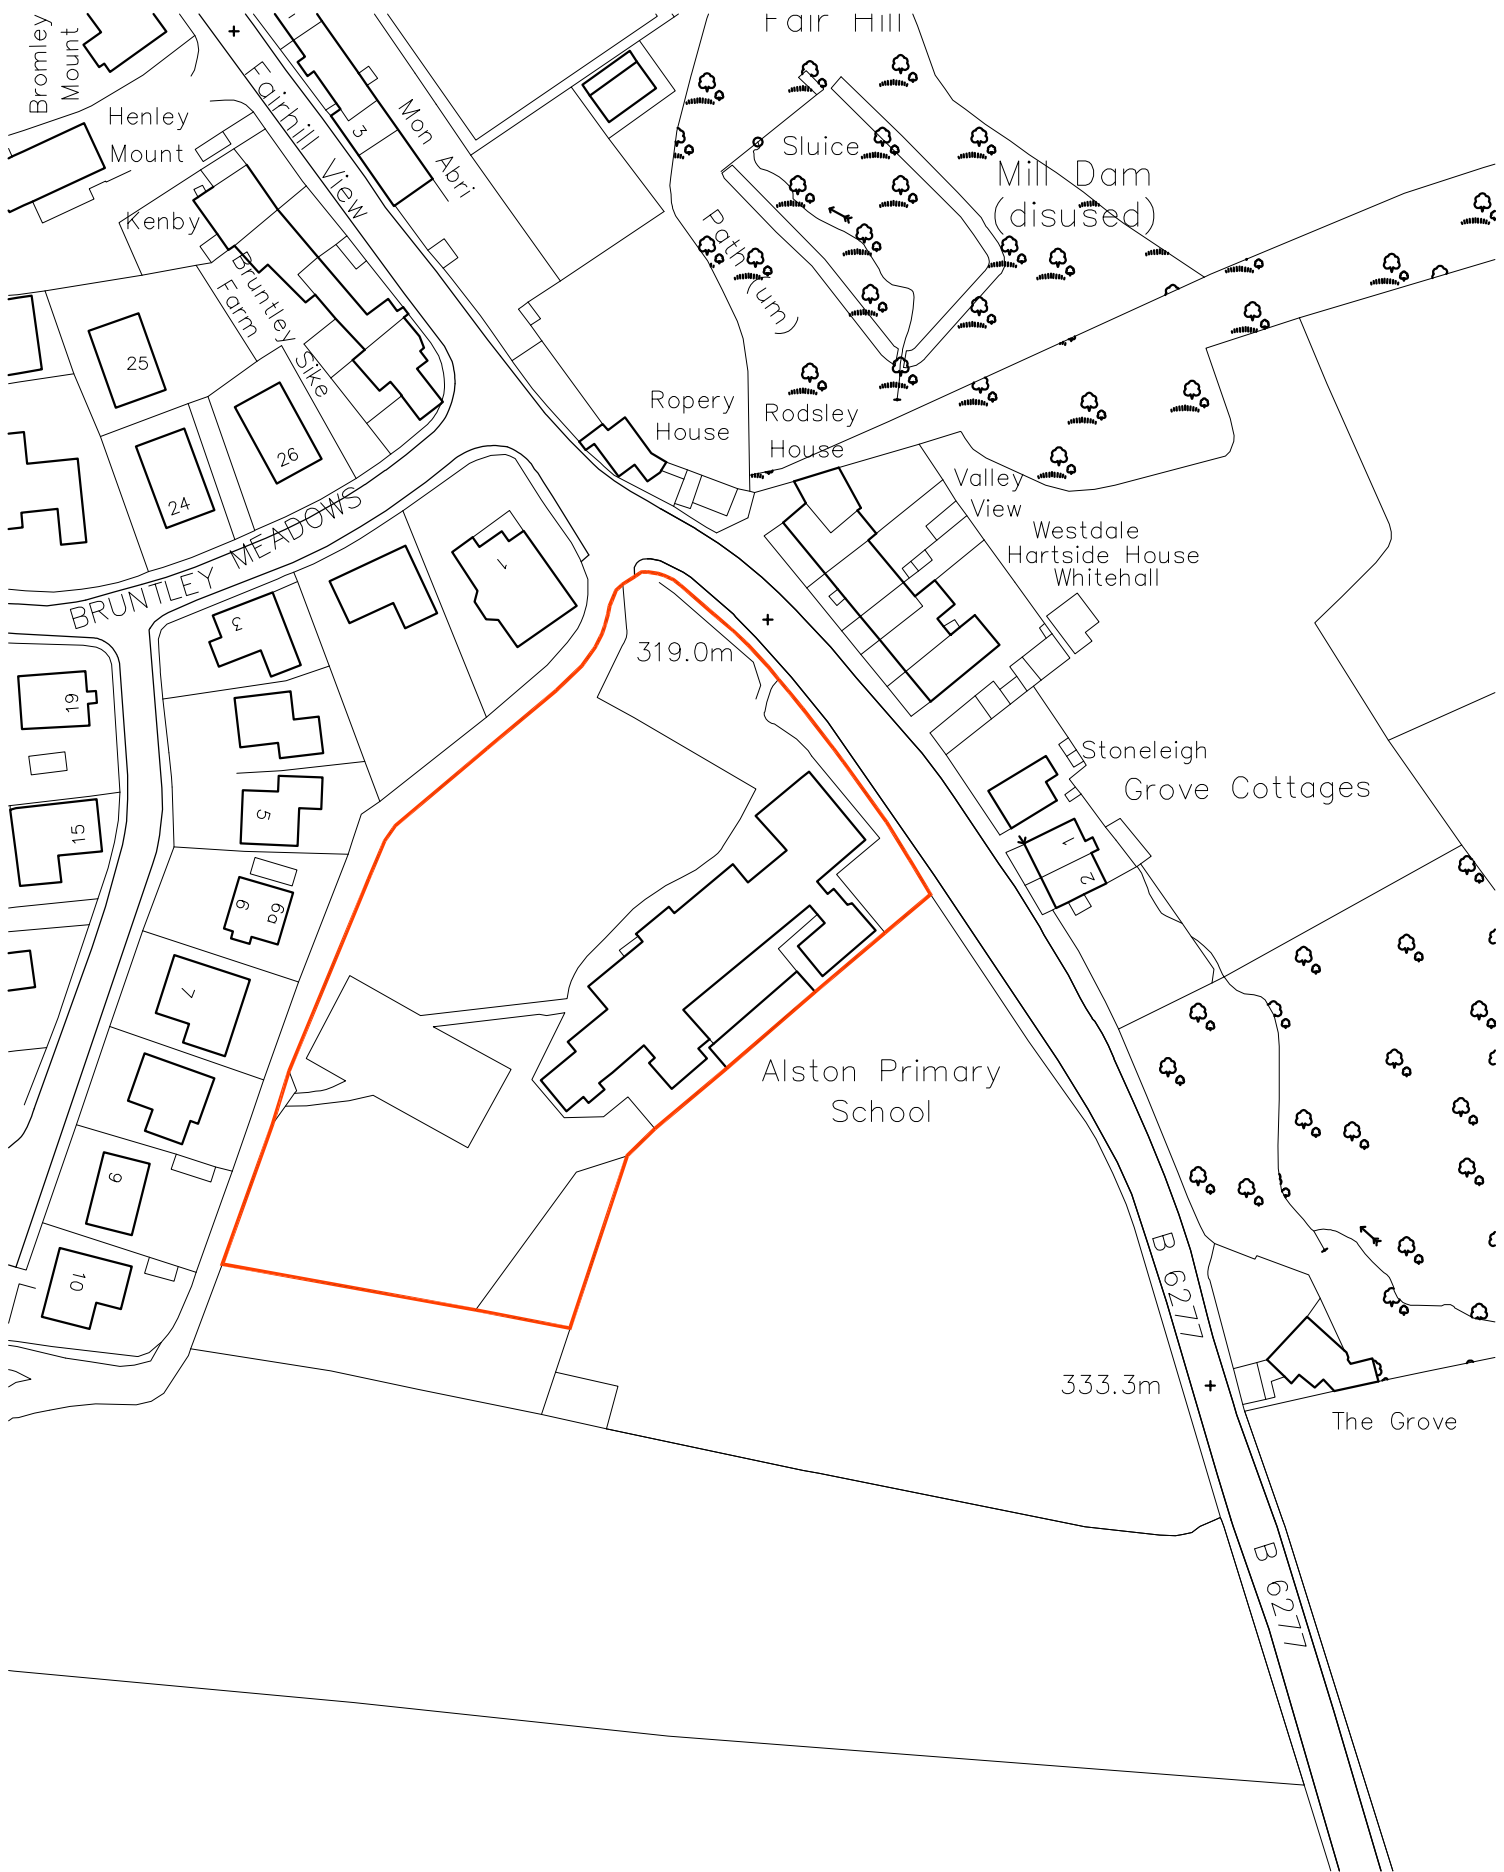 Fair Hill
Bromley
Mount
Henley
Mount
Fairhill View
3
Mon Abri
Sluice
Mill Dam
(disused)
Kenby
Bruntley Sike
Farm
Path (um)
25
26
24
Ropery
House
Rodsley
House
Valley
View
Westdale
Hartside House
Whitehall
BRUNTLEY MEADOWS
1
3
319.0m
19
Stoneleigh
Grove Cottages
15
5
1
2
6
6a
7
Alston Primary
School
9
10
B 6277
333.3m
The Grove
B 6277